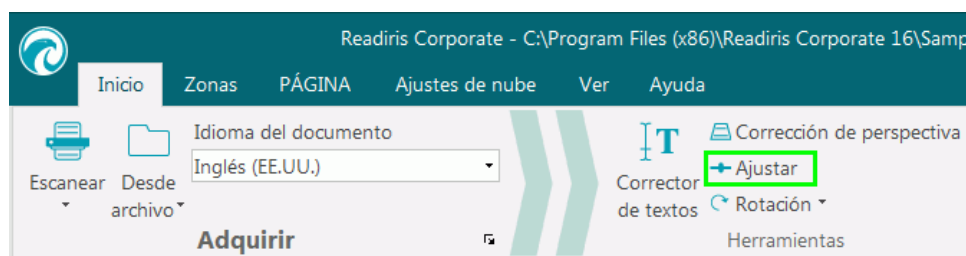 Readiris Corporate - C:\Program Files (x86)\Readiris Corporate 16\Samp
Inicio Zonas PÁGINA Ajustes de nube Ver Ayuda
Escanear
Desde
archivo
Idioma del documento
Inglés (EE.UU.)
Adquirir
T
Corrector
de textos
Corrección de perspectiva
Ajustar
Rotación
Herramientas